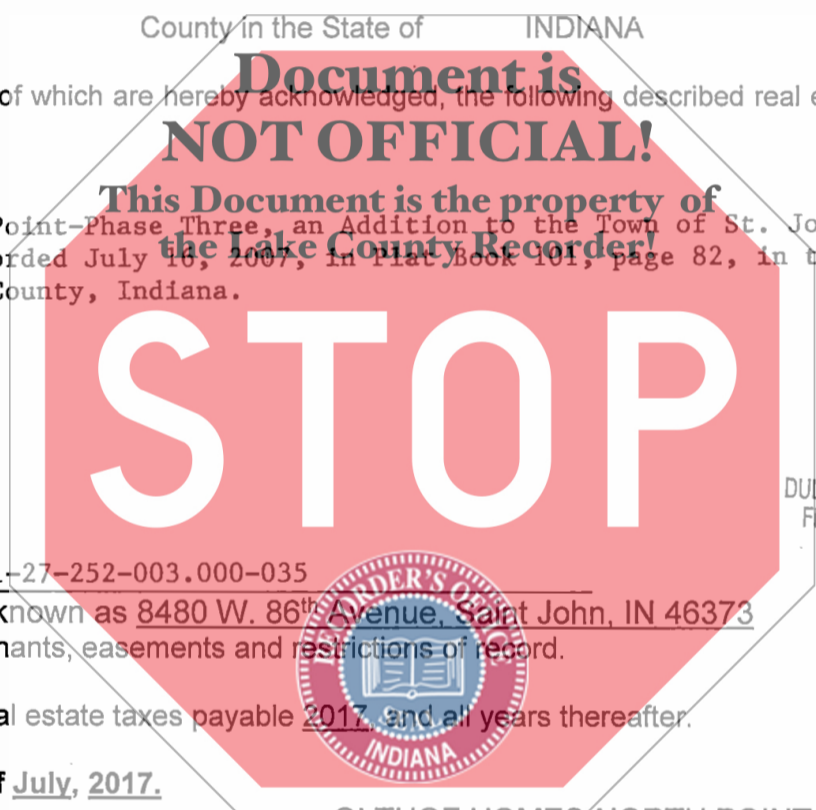 County in the State of INDIANA
Document is
of which are hereby acknowledged, the following described real e
NOT OFFICIAL!
This Document is the property of
Point-Phase Three, an Addition to the Town of St. Jo
the Lake County Recorder!
rded July 16, 2007, in Plat Book 101, page 82, in t
County, Indiana.
STOP
DUL
-27-252-003.000-035
RECORDER'S OFFICE
known as 8480 W. 86th Avenue, Saint John, IN 46373
nants, easements and restrictions of record.
al estate taxes payable 2017, and all years thereafter.
INDIANA
f July, 2017.